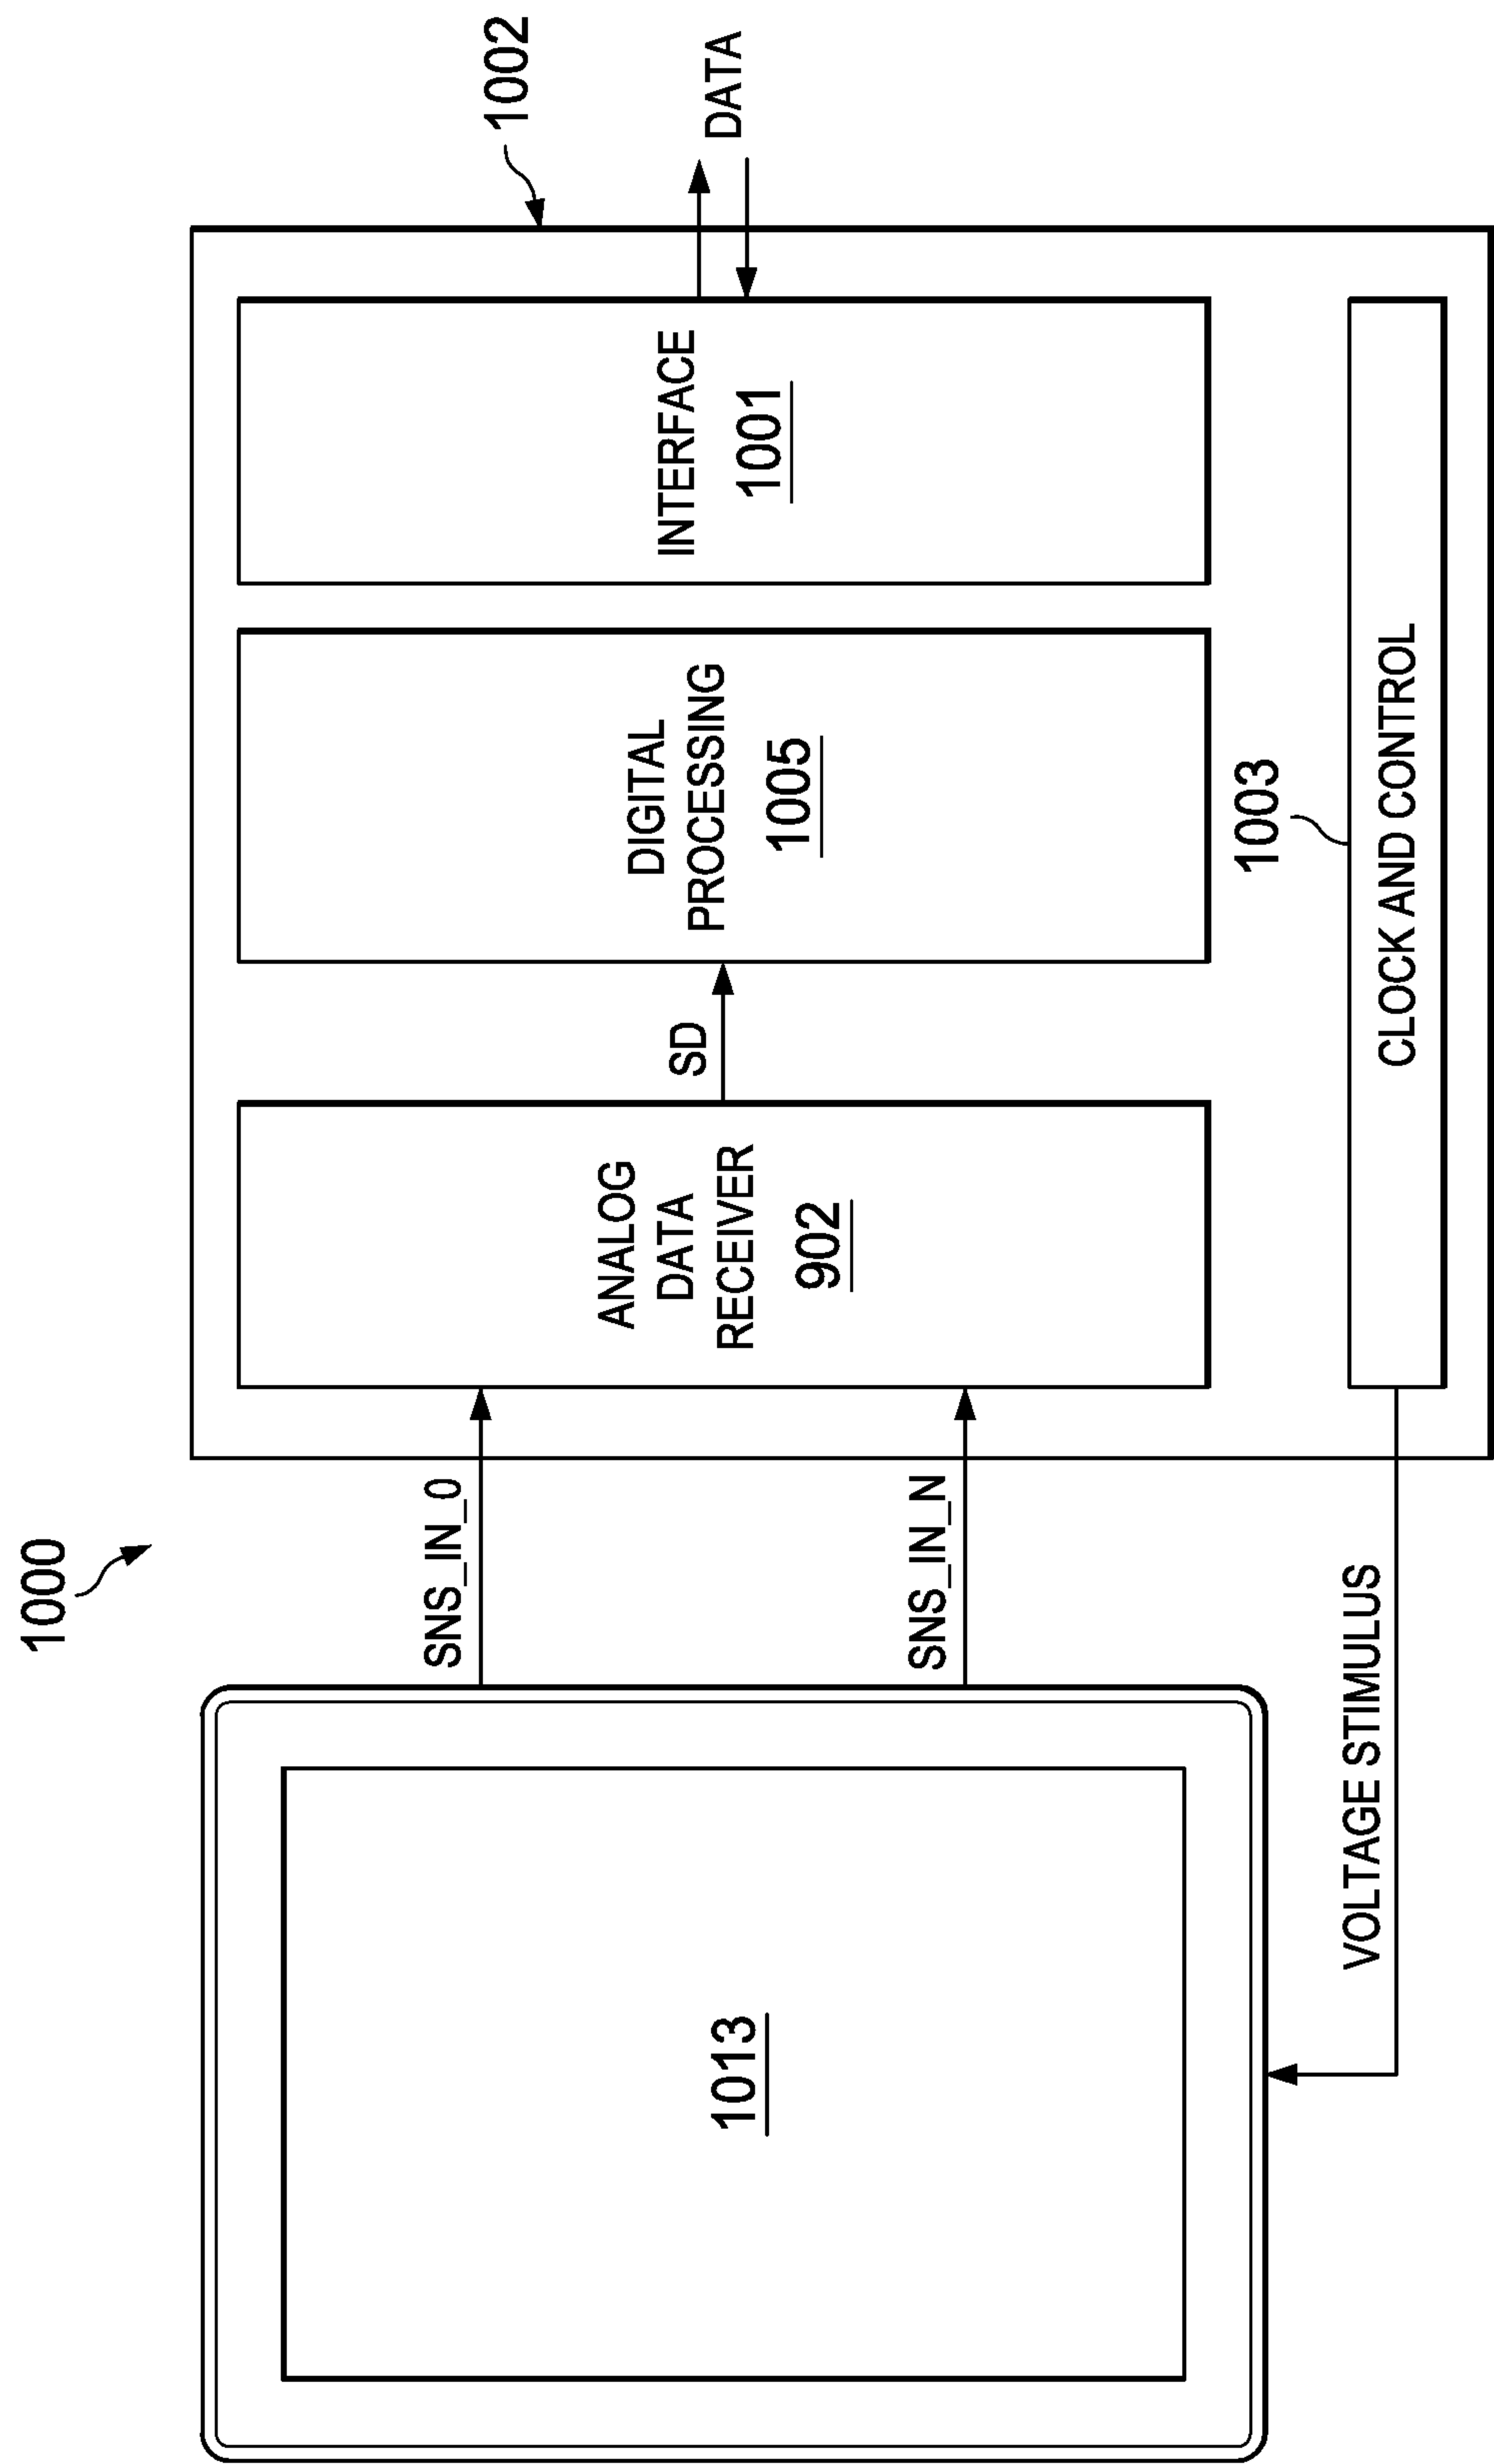 1000
1002
SNS_IN_0
SNS_IN_N
ANALOG
DATA
RECEIVER
902
SD
DIGITAL
PROCESSING
1005
INTERFACE
1001
DATA
1013
1003
CLOCK AND CONTROL
VOLTAGE STIMULUS